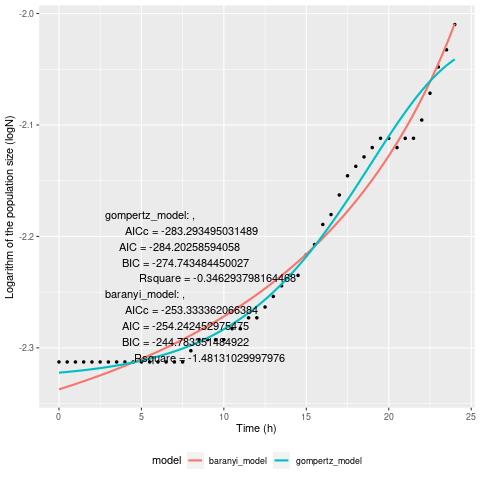 -2.0
-2.1
-2.2
-2.3
Logarithm of the population size (logN)
gompertz_model: ,
AICc = -283.293495031489
AIC = -284.20258594058
BIC = -274.743484450027
Rsquare = -0.346293798164468
baranyi_model: ,
AICc = -253.333362066384
AIC = -254.242452975475
BIC = -244.783351484922
Rsquare = -1.48131029997976
0 5 10 15 20 25
Time (h)
model baranyi_model gompertz_model